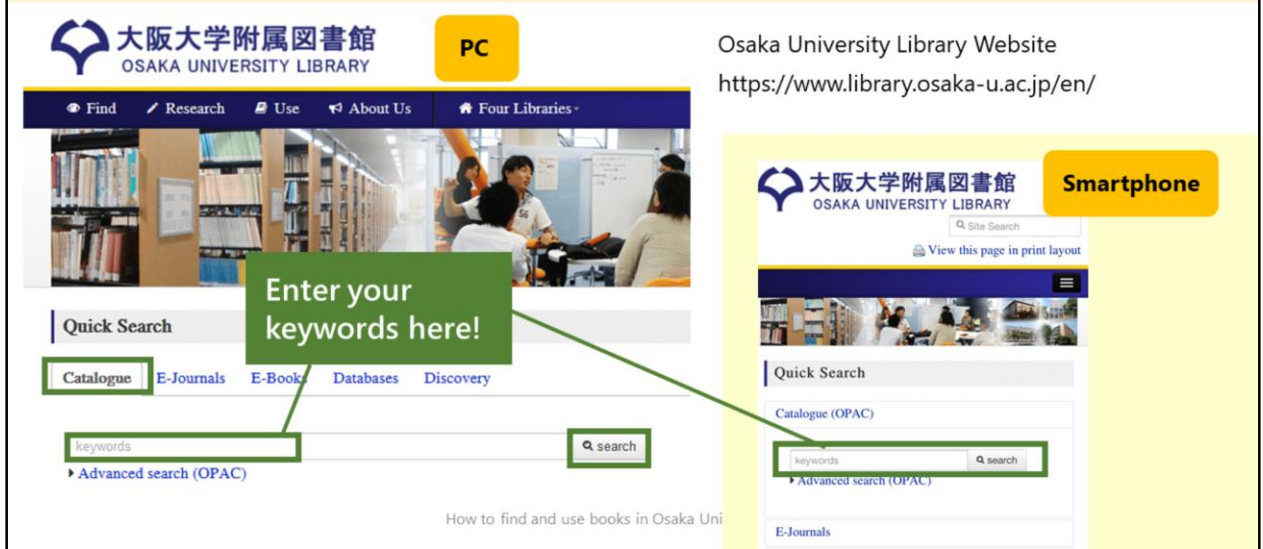 大阪大学附属図書館
OSAKA UNIVERSITY LIBRARY
PC
Find Research Use About Us Four Libraries
Enter your
keywords here!
Quick Search
Catalogue E-Journals E-Books Databases Discovery
keywords search
Advanced search (OPAC)
How to find and use books in Osaka Uni
Osaka University Library Website
https://www.library.osaka-u.ac.jp/en/
Smartphone
大阪大学附属図書館
OSAKA UNIVERSITY LIBRARY
Site Search
View this page in print layout
Quick Search
Catalogue (OPAC)
keywords search
Advanced search (OPAC)
E-Journals